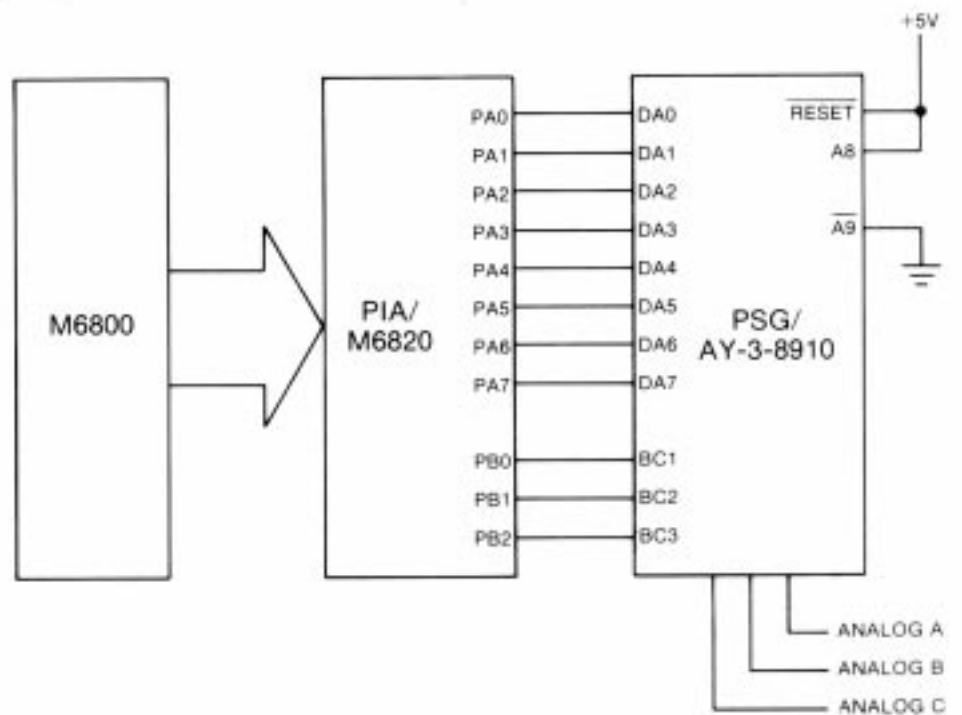 +5V
M6800
PIA/
M6820
PA0
PA1
PA2
PA3
PA4
PA5
PA6
PA7
PB0
PB1
PB2
DA0
DA1
DA2
DA3
DA4
DA5
DA6
DA7
BC1
BC2
BC3
PSG/
AY-3-8910
RESET
A8
A9
ANALOG A
ANALOG B
ANALOG C